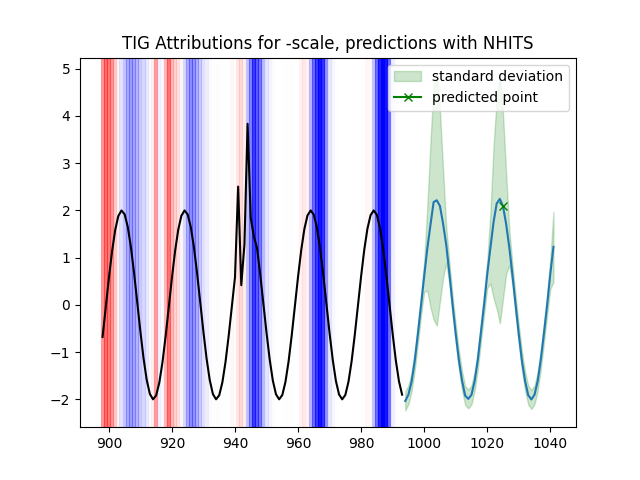 TIG Attributions for -scale, predictions with NHITS
standard deviation
predicted point
5
4
3
2
1
0
−1
−2
900 920 940 960 980 1000 1020 1040